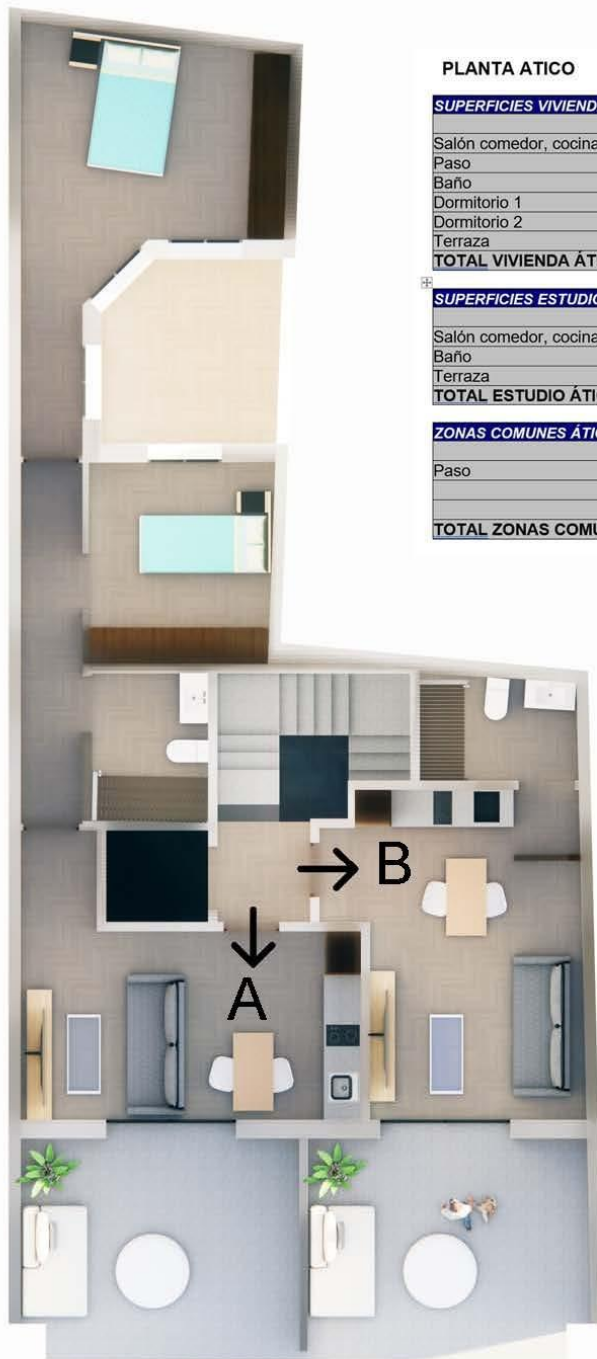 PLANTA ATICO
SUPERFICIES VIVIEND
Salón comedor, cocina
Paso
Baño
Dormitorio 1
Dormitorio 2
Terraza
TOTAL VIVIENDA ÁT
SUPERFICIES ESTUDIO
Salón comedor, cocina
Baño
Terraza
TOTAL ESTUDIO ÁTI
ZONAS COMUNES ÁTI
Paso
TOTAL ZONAS COMU
B
A